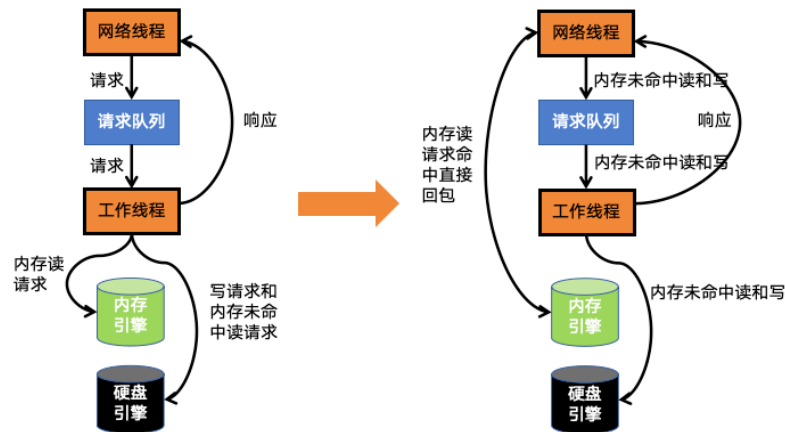 网络线程
请求
请求队列
响应
请求
工作线程
内存读
请求
写请求和
内存未命
中读请求
内存
引擎
硬盘
引擎
网络线程
内存未命中读和写
请求队列
响应
内存读
请求命
中直接
回包
内存未命中读和写
工作线程
内存未命中读和写
内存
引擎
硬盘
引擎